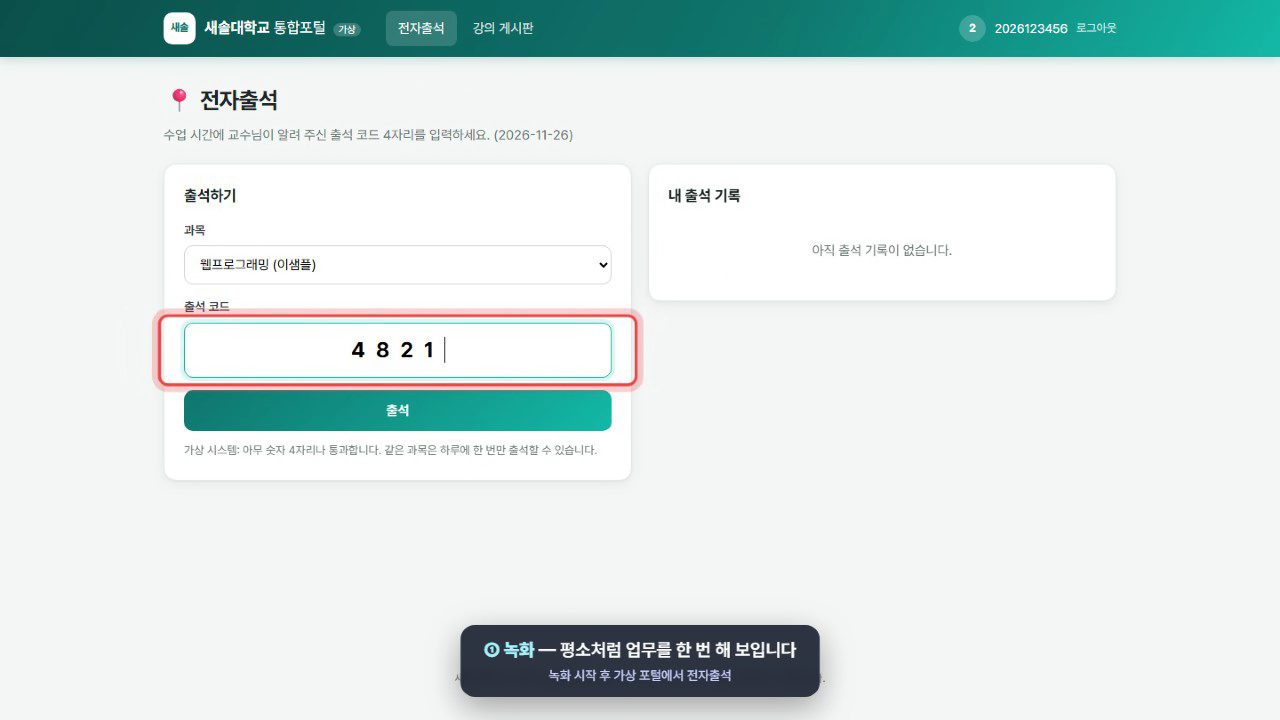 새솔 새솔대학교 통합포털 가상 전자출석 강의 게시판 2 2026123456 로그아웃
전자출석
수업 시간에 교수님이 알려 주신 출석 코드 4자리를 입력하세요. (2026-11-26)
출석하기
과목
웹프로그래밍 (이샘플)
출석 코드
4821
출석
가상 시스템: 아무 숫자 4자리나 통과합니다. 같은 과목은 하루에 한 번만 출석할 수 있습니다.
내 출석 기록
아직 출석 기록이 없습니다.
① 녹화 — 평소처럼 업무를 한 번 해 보입니다
녹화 시작 후 가상 포털에서 전자출석